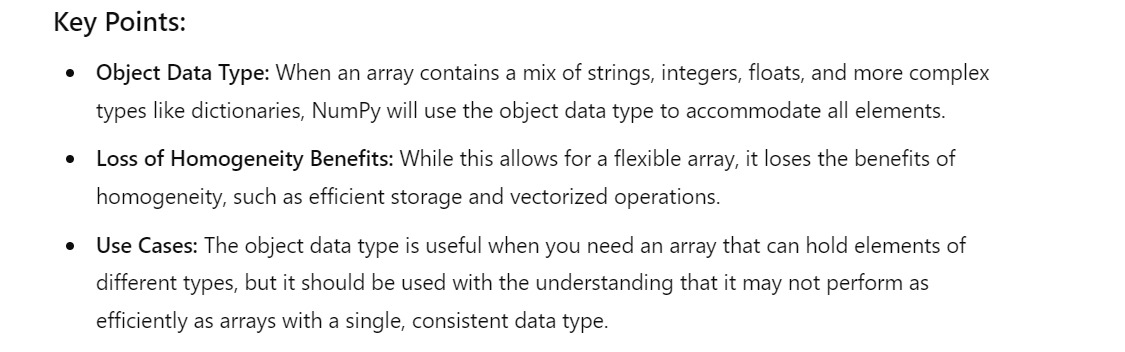 Key Points:
• Object Data Type: When an array contains a mix of strings, integers, floats, and more complex
types like dictionaries, NumPy will use the object data type to accommodate all elements.
• Loss of Homogeneity Benefits: While this allows for a flexible array, it loses the benefits of
homogeneity, such as efficient storage and vectorized operations.
• Use Cases: The object data type is useful when you need an array that can hold elements of
different types, but it should be used with the understanding that it may not perform as
efficiently as arrays with a single, consistent data type.